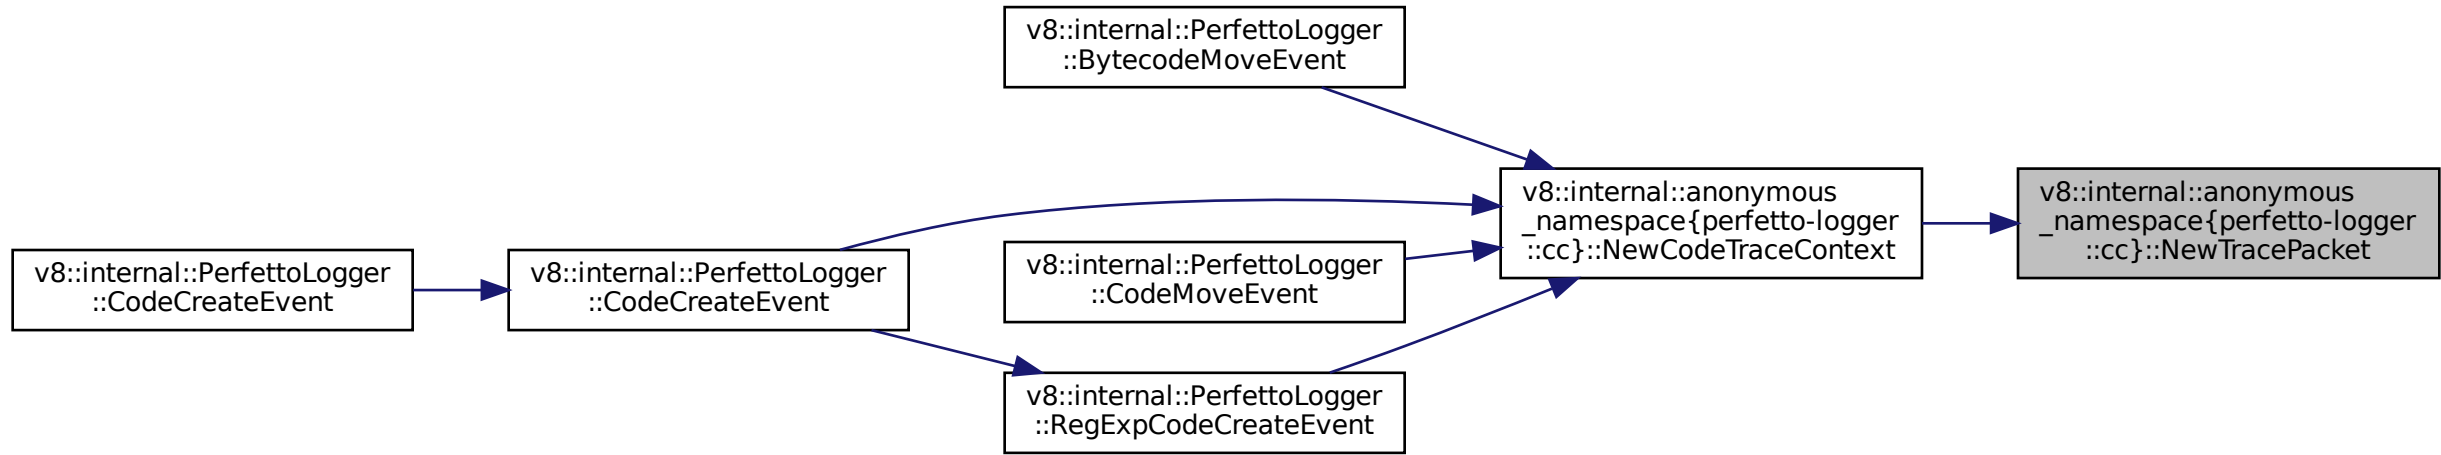 v8::internal::PerfettoLogger
::BytecodeMoveEvent
v8::internal::anonymous
_namespace{perfetto-logger
::cc}::NewCodeTraceContext
v8::internal::anonymous
_namespace{perfetto-logger
::cc}::NewTracePacket
v8::internal::PerfettoLogger
::CodeCreateEvent
v8::internal::PerfettoLogger
::CodeCreateEvent
v8::internal::PerfettoLogger
::CodeMoveEvent
v8::internal::PerfettoLogger
::RegExpCodeCreateEvent